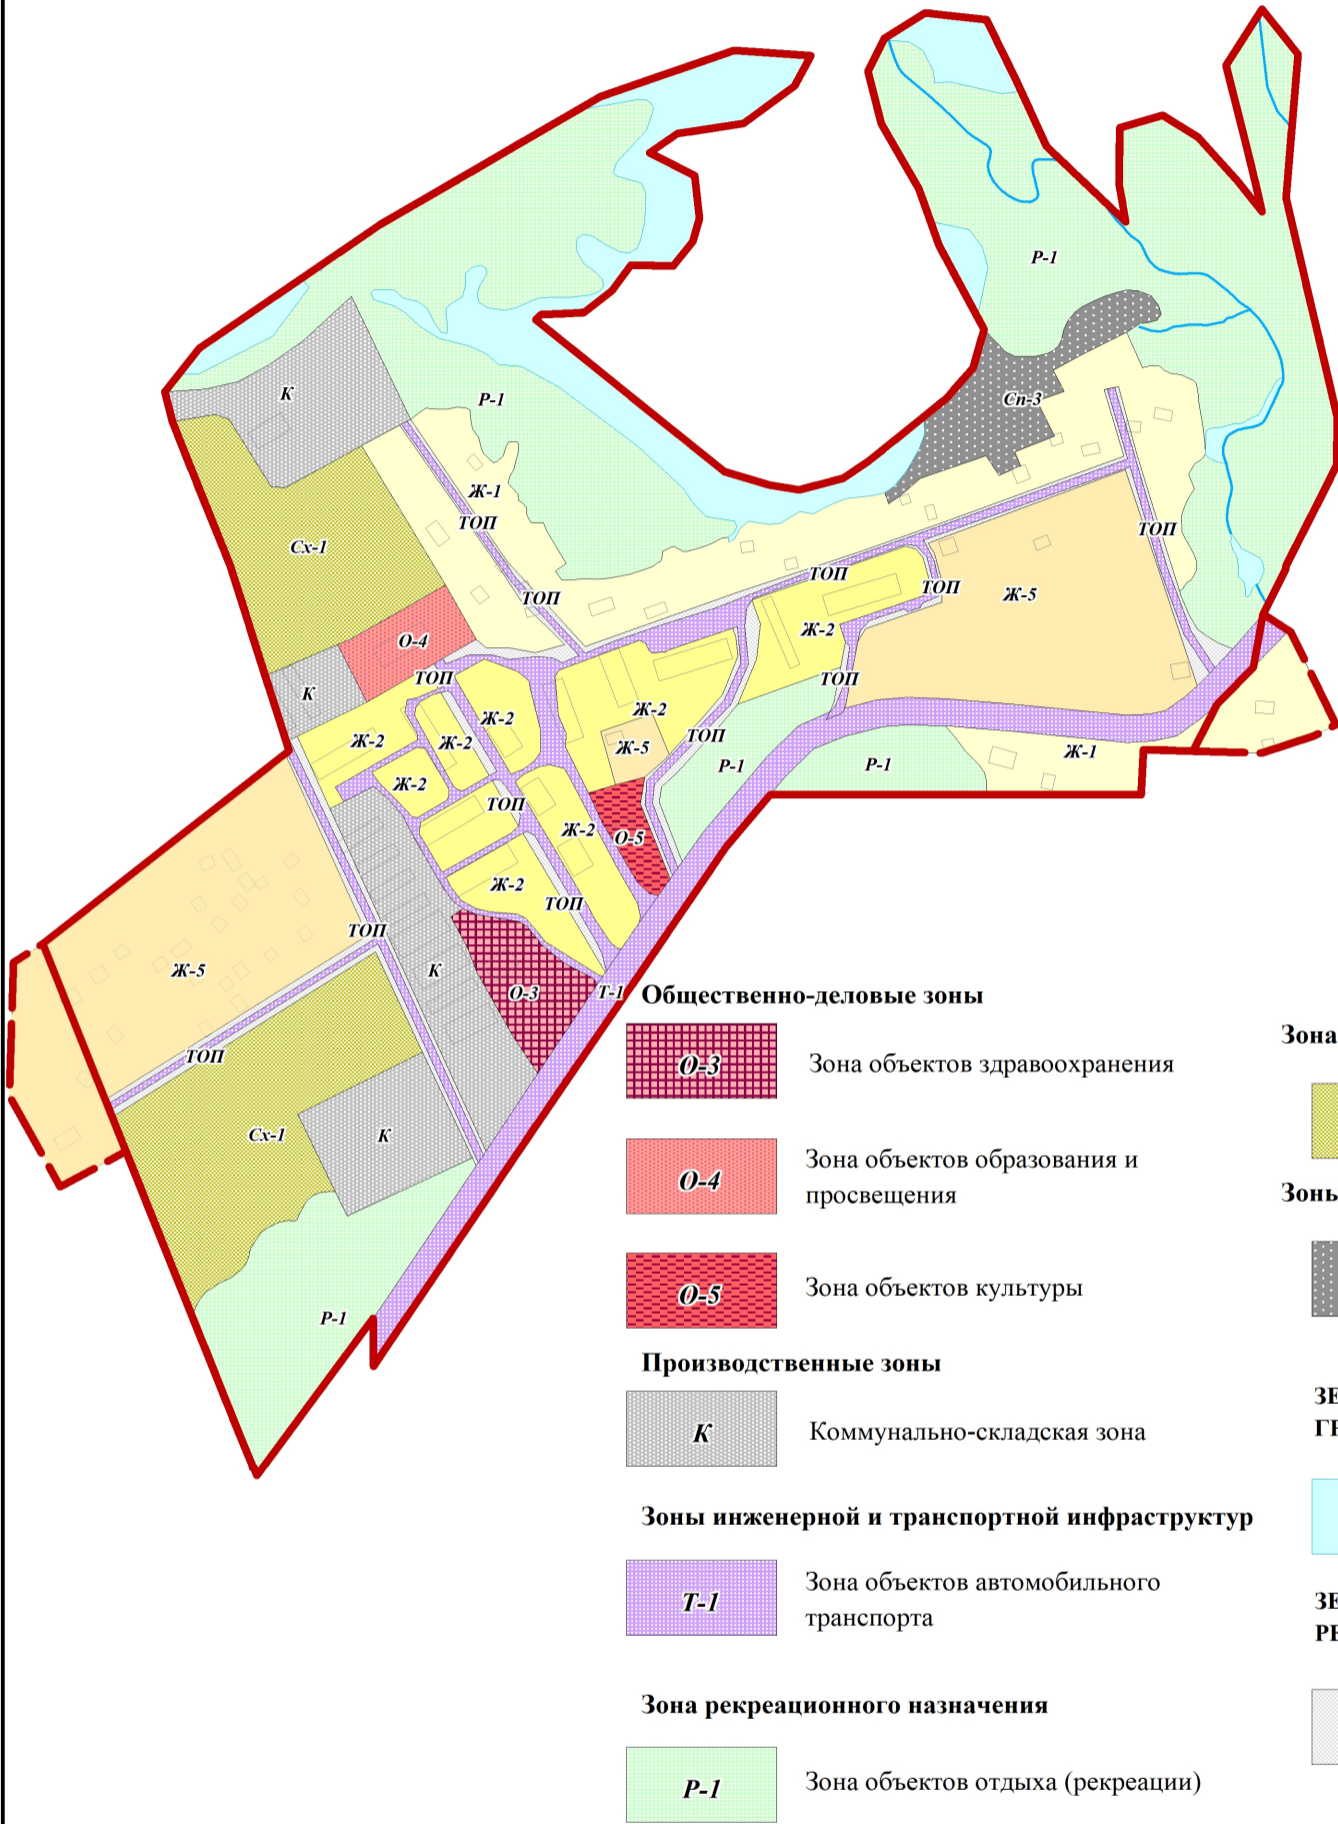 Р-1
К
Р-1
Сп-3
Ж-1
ТОП
ТОП
Сх-1
ТОП
ТОП
ТОП
Ж-5
ТОП
О-4
Ж-2
ТОП
ТОП
К
Ж-2
Ж-2
Ж-2
Ж-2
Ж-5
ТОП
Ж-1
Р-1
Р-1
Ж-2
ТОП
Ж-2
О-5
Ж-2
ТОП
ТОП
Ж-5
К
О-3
Т-1
ТОП
Сх-1
К
Р-1
Общественно-деловые зоны
О-3
Зона объектов здравоохранения
О-4
Зона объектов образования и
просвещения
О-5
Зона объектов культуры
Производственные зоны
К
Коммунально-складская зона
Зоны инженерной и транспортной инфраструктур
Т-1
Зона объектов автомобильного
транспорта
Зона рекреационного назначения
Р-1
Зона объектов отдыха (рекреации)
Зона
Зоны